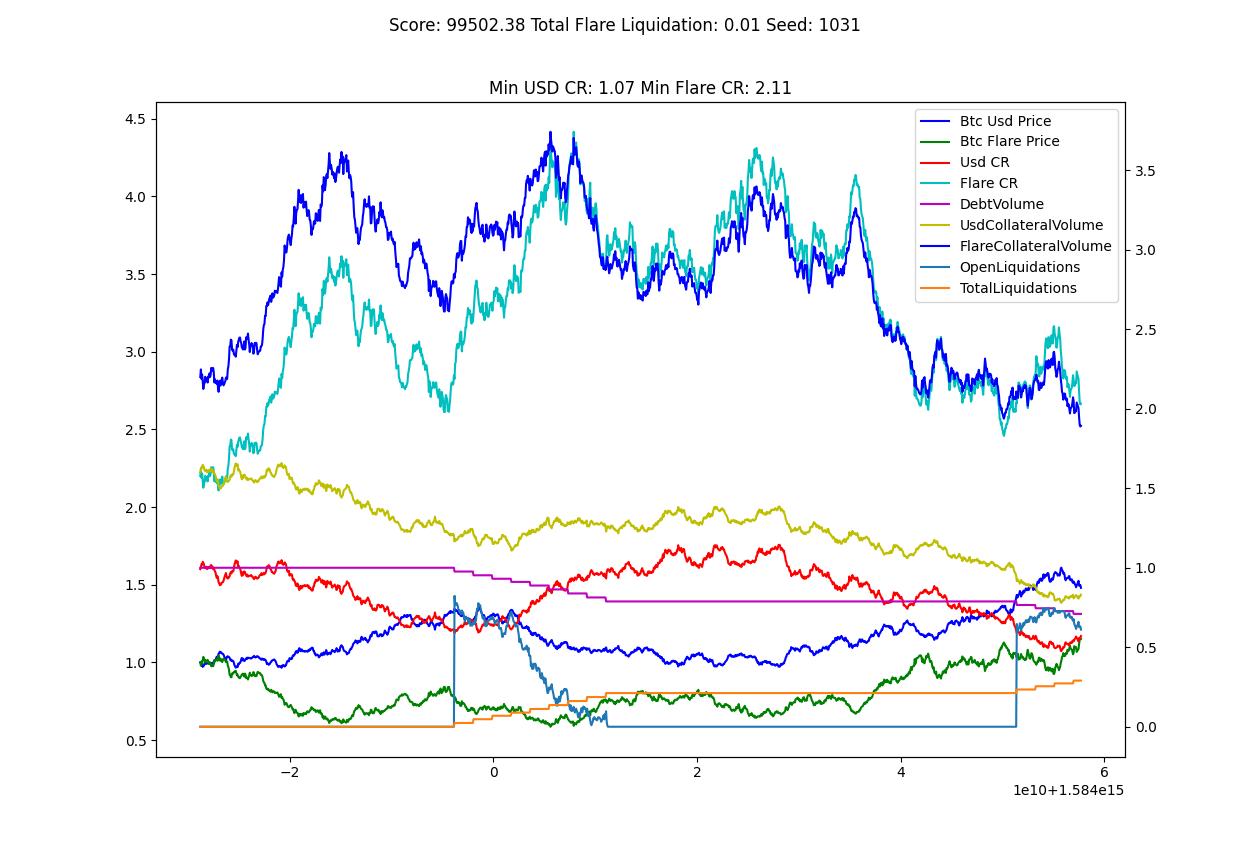 Score: 99502.38 Total Flare Liquidation: 0.01 Seed: 1031
Min USD CR: 1.07 Min Flare CR: 2.11
4.5
4.0
3.5
3.0
2.5
2.0
1.5
1.0
0.5
3.5
3.0
2.5
2.0
1.5
1.0
0.5
0.0
Btc Usd Price
Btc Flare Price
Usd CR
Flare CR
DebtVolume
UsdCollateralVolume
FlareCollateralVolume
OpenLiquidations
TotalLiquidations
−2 0 2 4 6
1e10+1.584e15